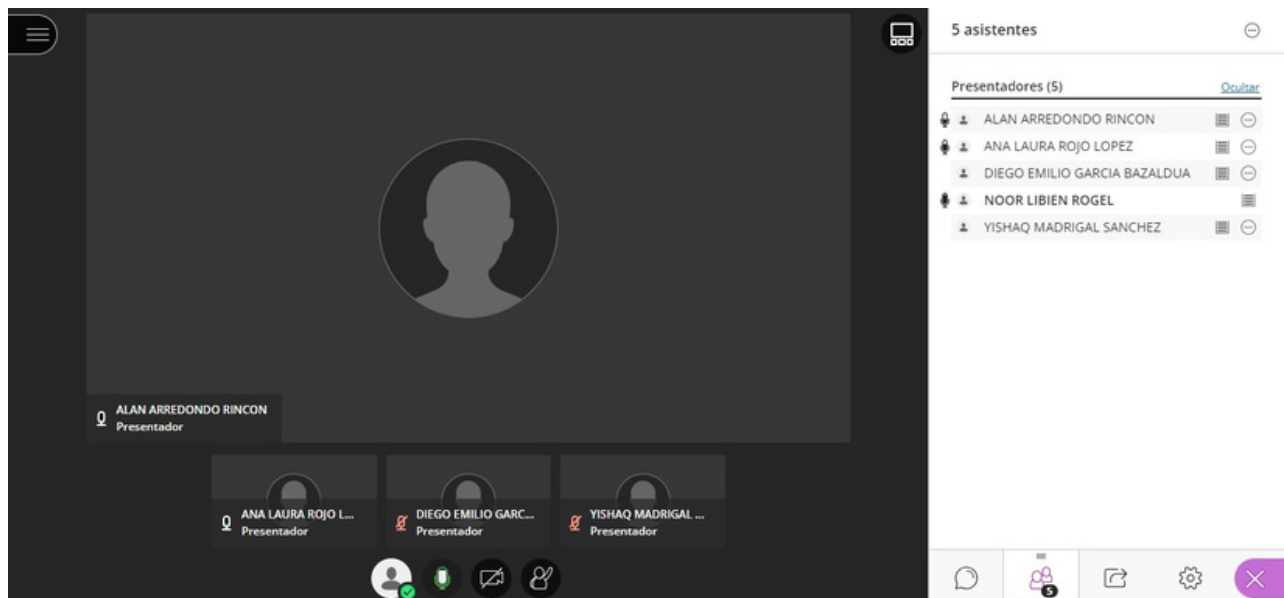 ALAN ARREDONDO RINCON
Presentador
ANA LAURA ROJO L...
Presentador
DIEGO EMILIO GARC...
Presentador
YISHAQ MADRIGAL ...
Presentador
5 asistentes
Presentadores (5) Ocultar
ALAN ARREDONDO RINCON
ANA LAURA ROJO LOPEZ
DIEGO EMILIO GARCIA BAZALDUA
NOOR LIBIEN ROGEL
YISHAQ MADRIGAL SANCHEZ
5